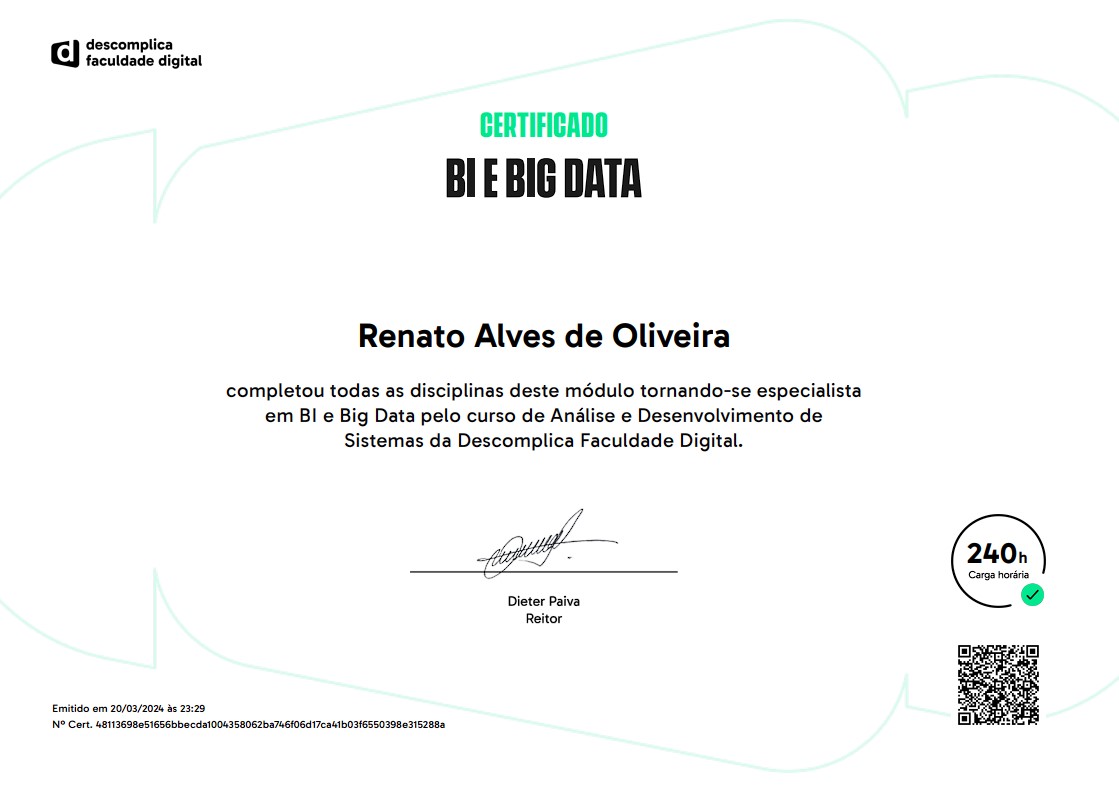 descomplica
faculdade digital
CERTIFICADO
BI E BIG DATA
Renato Alves de Oliveira
completou todas as disciplinas deste módulo tornando-se especialista
em BI e Big Data pelo curso de Análise e Desenvolvimento de
Sistemas da Descomplica Faculdade Digital.
Dieter Paiva
Reitor
240h
Carga horária
Emitido em 20/03/2024 às 23:29
Nº Cert. 48113698e51656bbecda1004358062ba746f06d17ca41b03f6550398e315288a